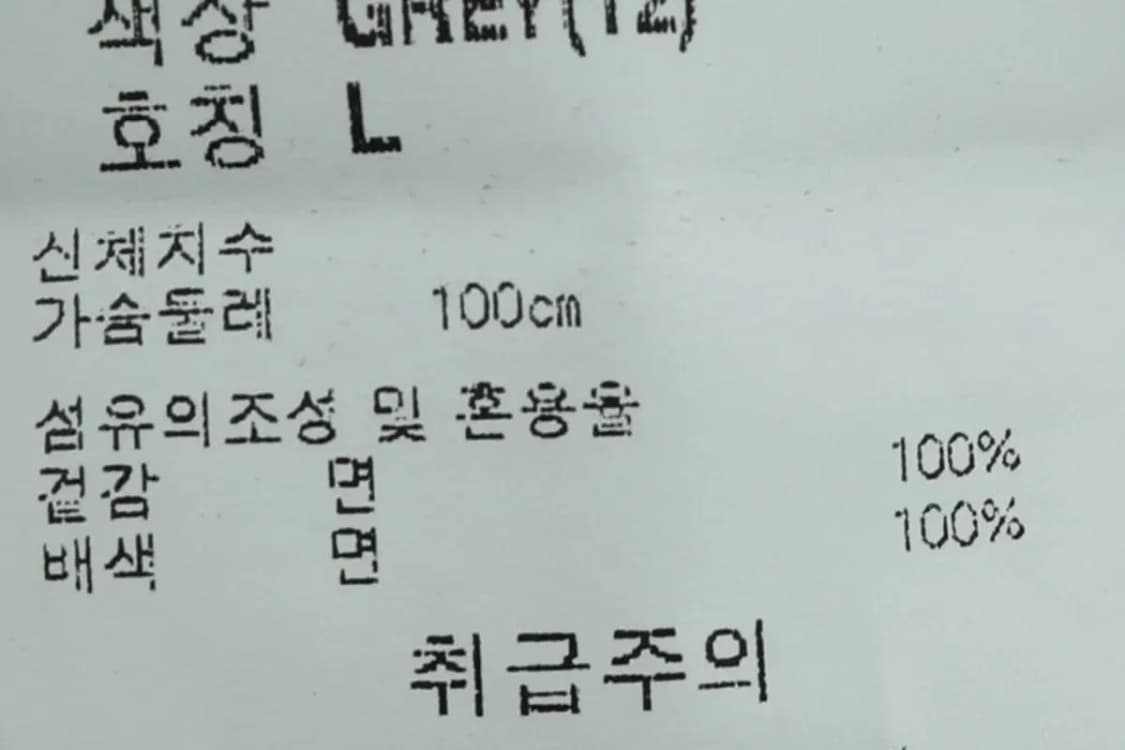 색상 GREY(12)
호칭 L
신체치수
가슴둘레 100cm
섬유의조성 및 혼용율
겉감 면 100%
배색 면 100%
취급주의